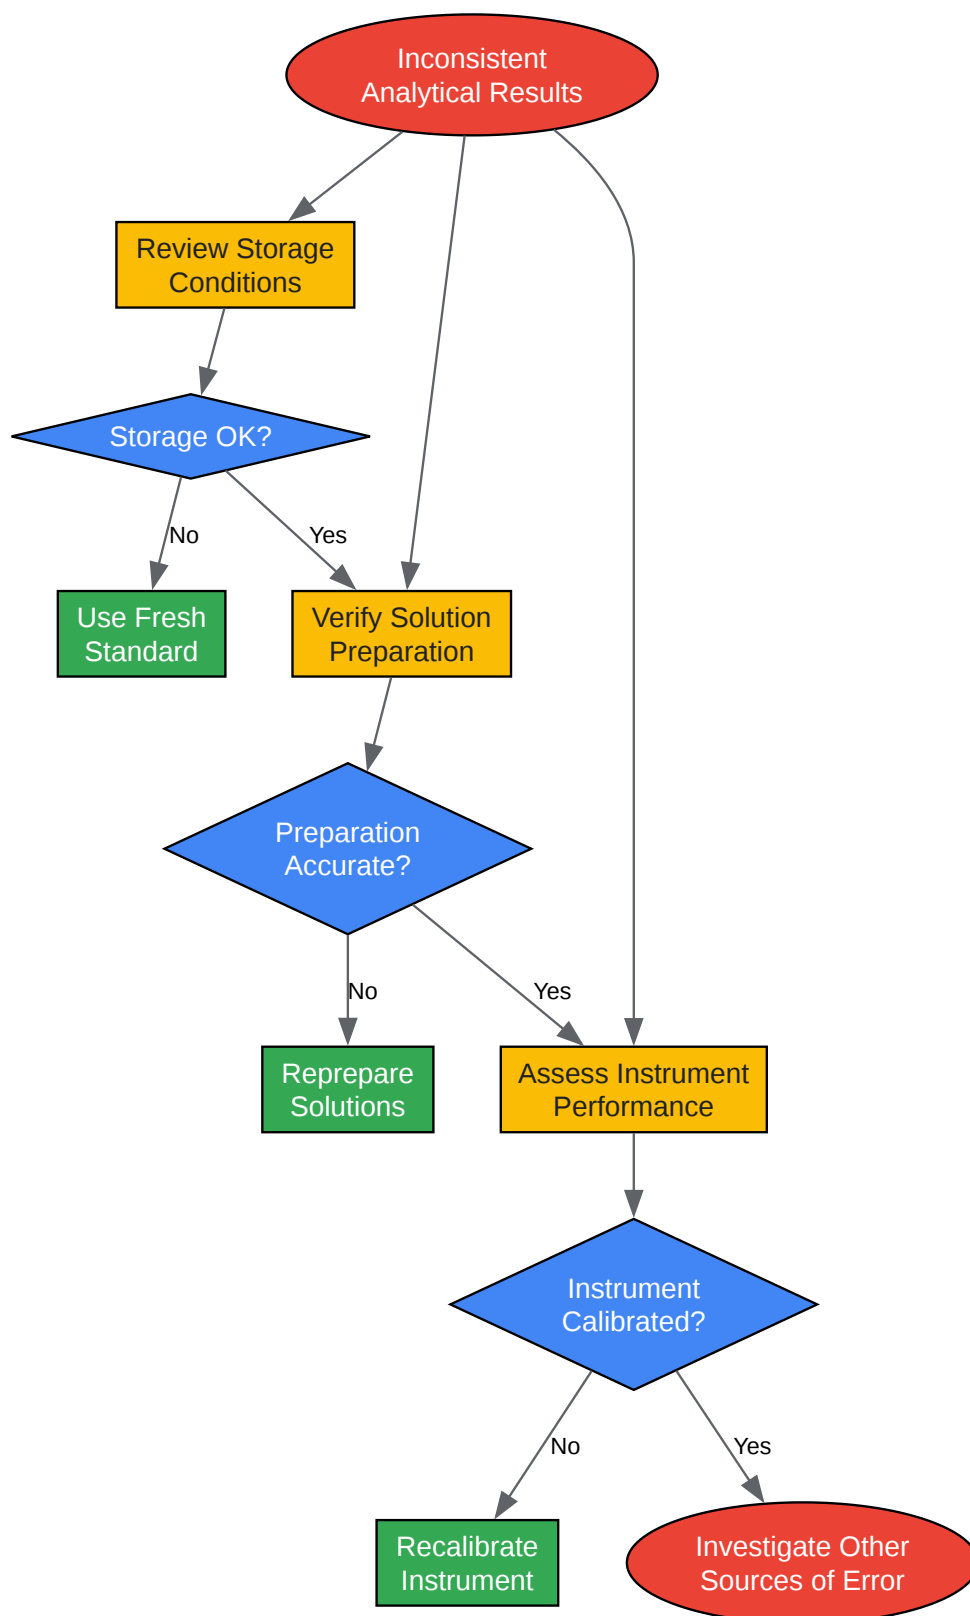 Inconsistent
Analytical Results
Review Storage
Conditions
Storage OK?
No
Yes
Use Fresh
Standard
Verify Solution
Preparation
Preparation
Accurate?
No
Yes
Reprepare
Solutions
Assess Instrument
Performance
Instrument
Calibrated?
No
Yes
Recalibrate
Instrument
Investigate Other
Sources of Error